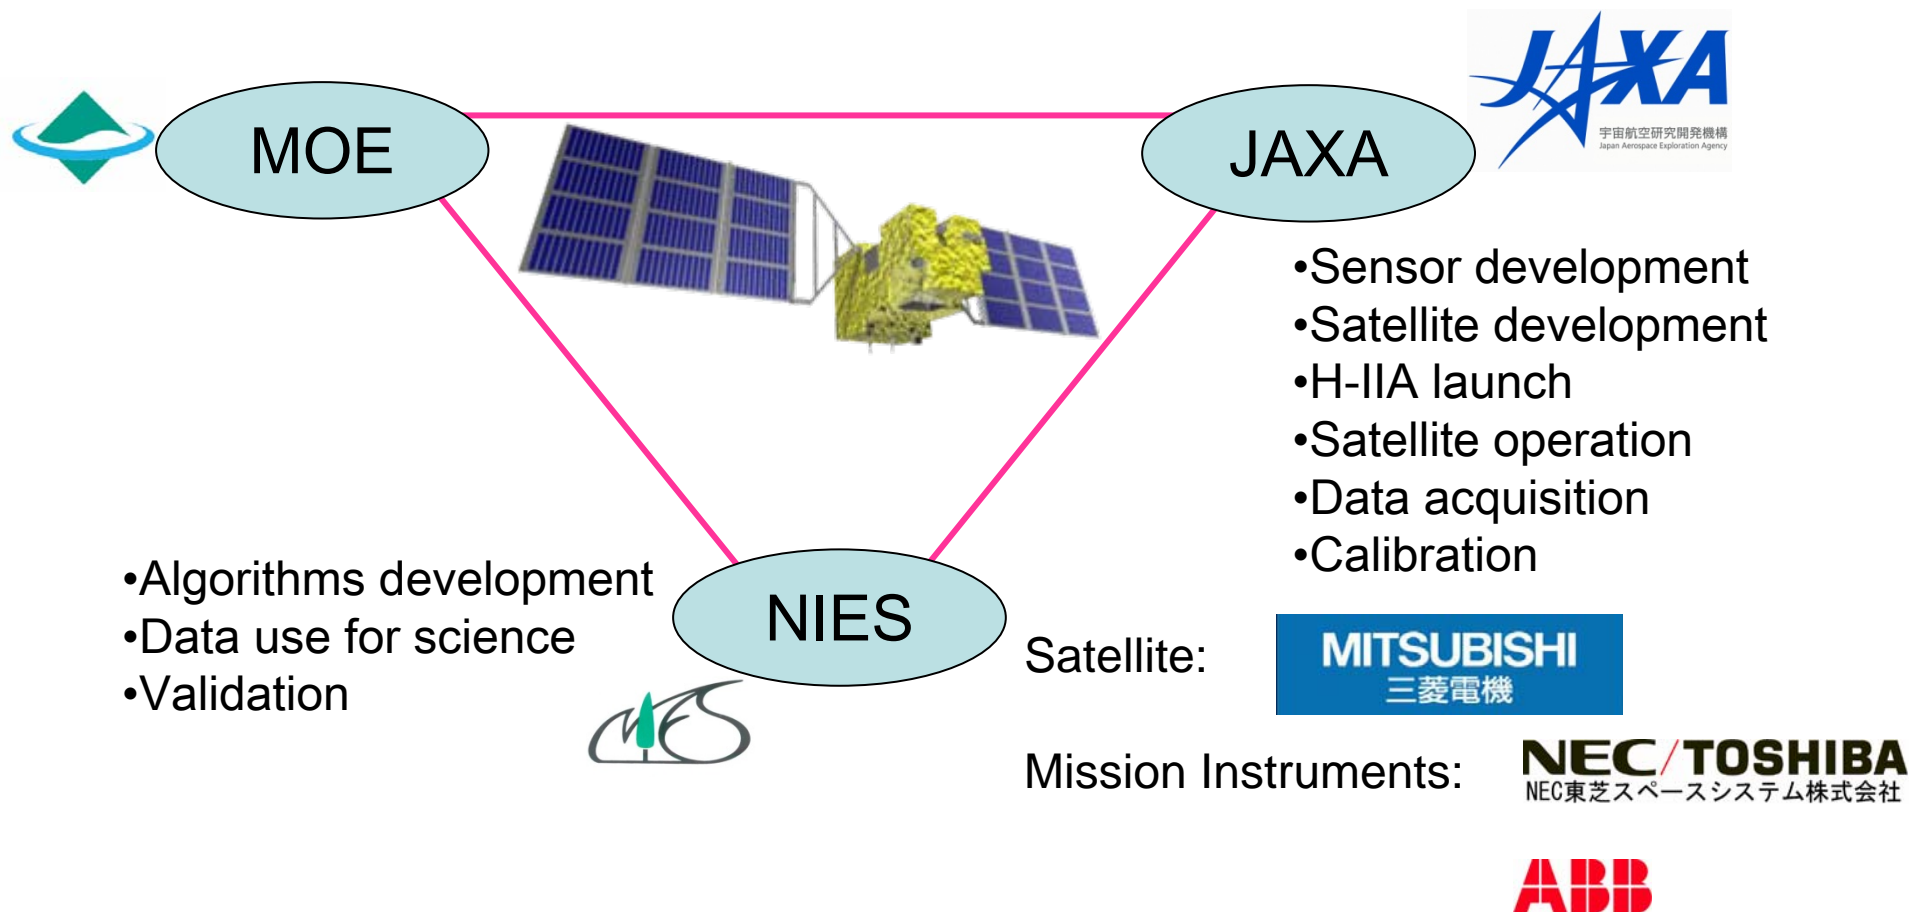 MOE
JAXA
JAXA
宇宙航空研究開発機構
Japan Aerospace Exploration Agency
•Sensor development
•Satellite development
•H-IIA launch
•Satellite operation
•Data acquisition
•Calibration
•Algorithms development
•Data use for science
•Validation
NIES
NIES
Satellite:
MITSUBISHI
三菱電機
Mission Instruments:
NEC/TOSHIBA
NEC東芝スペースシステム株式会社
ABB